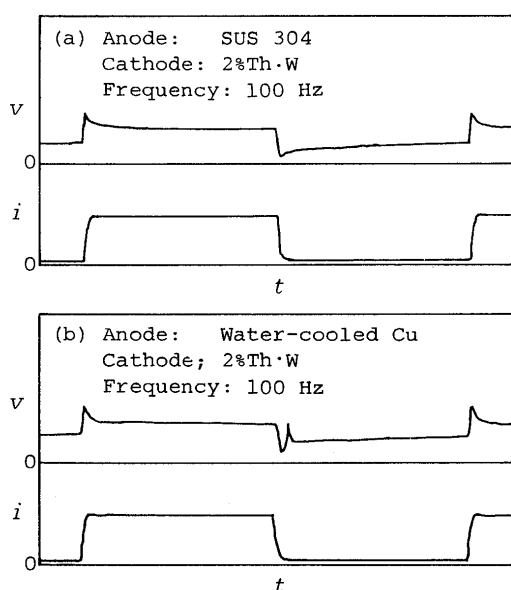 (a) Anode: SUS 304
Cathode: 2%Th·W
Frequency: 100 Hz
v
0
i
0
t
(b) Anode: Water-cooled Cu
Cathode; 2%Th·W
Frequency: 100 Hz
v
0
i
0
t